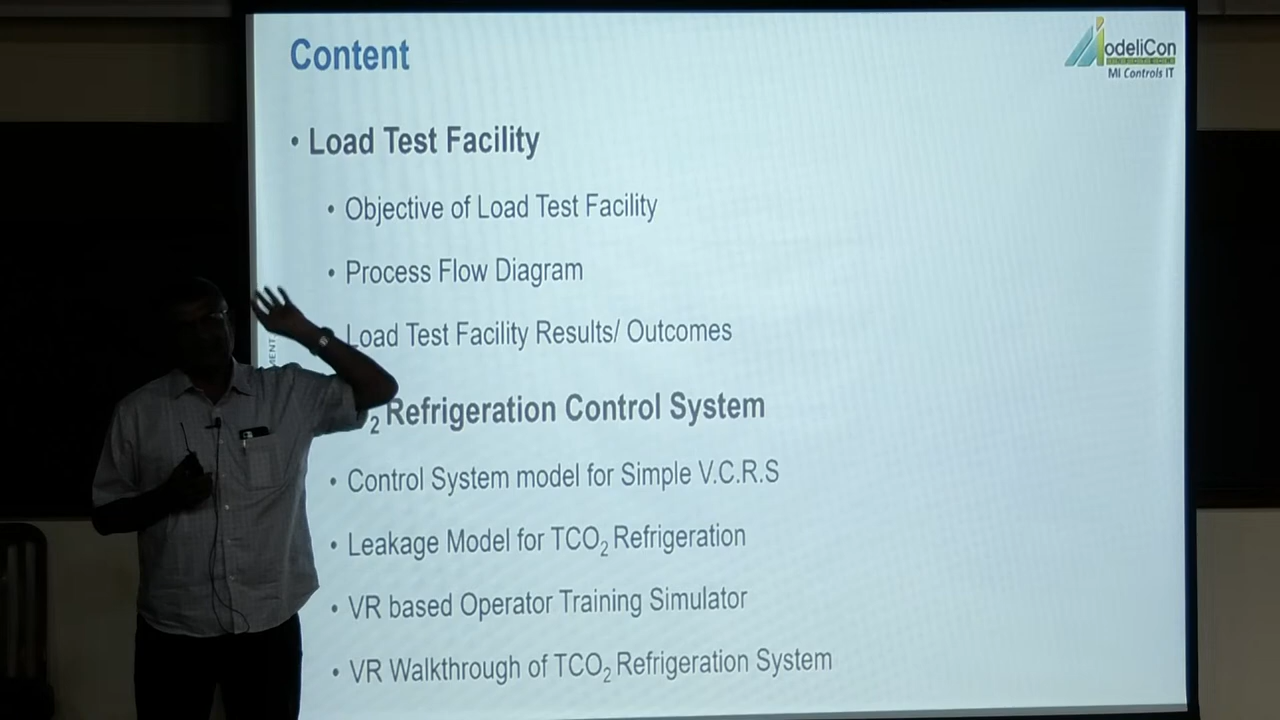 Content
odeliCon
MI Controls IT
• Load Test Facility
• Objective of Load Test Facility
• Process Flow Diagram
Load Test Facility Results/ Outcomes
2 Refrigeration Control System
• Control System model for Simple V.C.R.S
• Leakage Model for TCO2 Refrigeration
• VR based Operator Training Simulator
• VR Walkthrough of TCO2 Refrigeration System